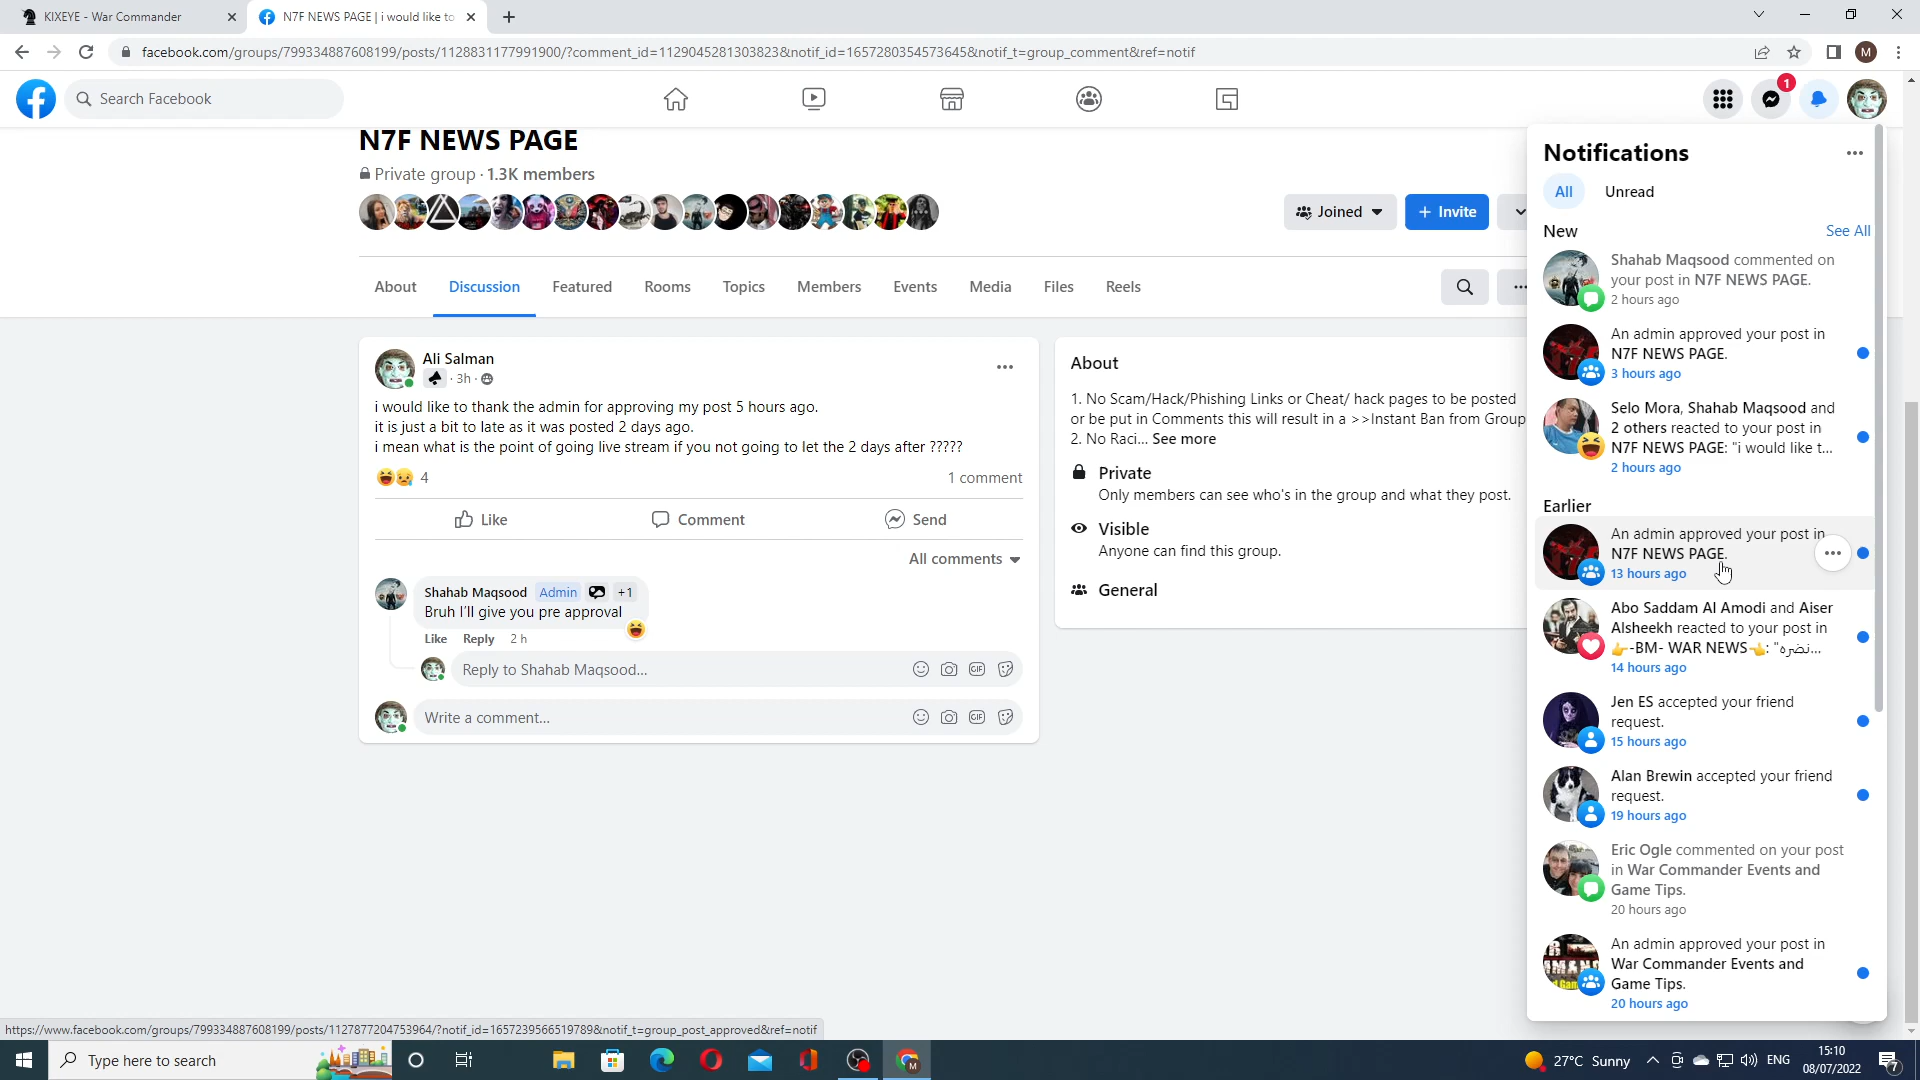 KIXEYE - War Commander
N7F NEWS PAGE | i would like to
facebook.com/groups/799334887608199/posts/1128831177991900/?comment_id=1129045281303823&notif_id=1657280354573645&notif_t=group_comment&ref=notif
M
Search Facebook
1
N7F NEWS PAGE
Private group · 1.3K members
Joined
+ Invite
About
Discussion
Featured
Rooms
Topics
Members
Events
Media
Files
Reels
Ali Salman
· 3h ·
i would like to thank the admin for approving my post 5 hours ago.
it is just a bit to late as it was posted 2 days ago.
i mean what is the point of going live stream if you not going to let the 2 days after ?????
4
1 comment
Like
Comment
Send
All comments
Shahab Maqsood Admin +1
Bruh I'll give you pre approval
Like Reply 2 h
Reply to Shahab Maqsood...
GIF
Write a comment...
GIF
About
1. No Scam/Hack/Phishing Links or Cheat/ hack pages to be posted
or be put in Comments this will result in a >>Instant Ban from Group
2. No Raci... See more
Private
Only members can see who's in the group and what they post.
Visible
Anyone can find this group.
General
Notifications
All
Unread
New
See All
Shahab Maqsood commented on
your post in N7F NEWS PAGE.
2 hours ago
An admin approved your post in
N7F NEWS PAGE.
3 hours ago
Selo Mora, Shahab Maqsood and
2 others reacted to your post in
N7F NEWS PAGE: "i would like t...
2 hours ago
Earlier
An admin approved your post in
N7F NEWS PAGE.
13 hours ago
Abo Saddam Al Amodi and Aiser
Alsheekh reacted to your post in
👉-BM- WAR NEWS👈: "نضره...
14 hours ago
Jen ES accepted your friend
request.
15 hours ago
Alan Brewin accepted your friend
request.
19 hours ago
Eric Ogle commented on your post
in War Commander Events and
Game Tips.
20 hours ago
An admin approved your post in
War Commander Events and
Game Tips.
20 hours ago
https://www.facebook.com/groups/799334887608199/posts/1127877204753964/?notif_id=1657239566519789&notif_t=group_post_approved&ref=notif
Type here to search
27°C Sunny
ENG
15:10
08/07/2022
7